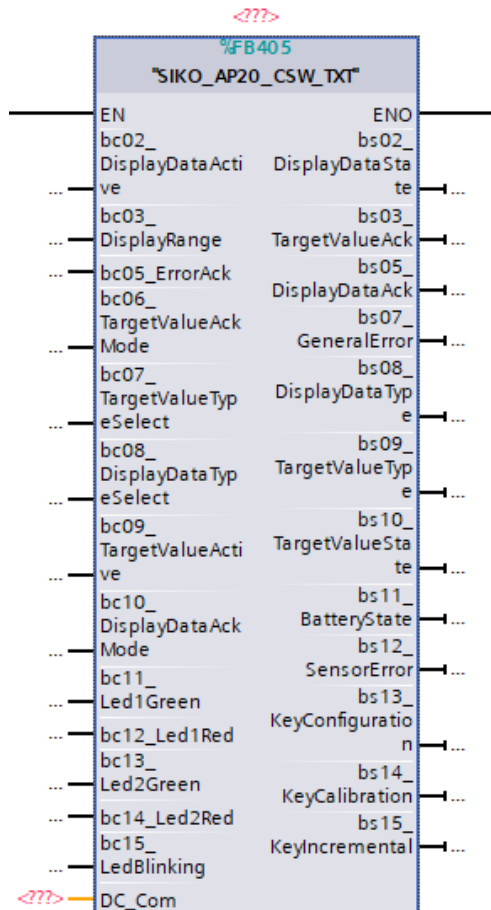 <???>
%FB405
"SIKO_AP20_CSW_TXT"
EN
ENO
bc02_
DisplayDataActi
ve
...
bs02_
DisplayDataSta
te
...
bc03_
DisplayRange
...
bs03_
TargetValueAck
...
bc05_ErrorAck
...
bs05_
DisplayDataAck
...
bc06_
TargetValueAck
Mode
...
bs07_
GeneralError
...
bc07_
TargetValueTyp
eSelect
...
bs08_
DisplayDataTyp
e
...
bc08_
DisplayDataTyp
eSelect
...
bs09_
TargetValueTyp
e
...
bc09_
TargetValueActi
ve
...
bs10_
TargetValueSta
te
...
bc10_
DisplayDataAck
Mode
...
bs11_
BatteryState
...
bc11_
Led1Green
...
bs12_
SensorError
...
bc12_Led1Red
...
bs13_
KeyConfiguratio
n
...
bc13_
Led2Green
...
bs14_
KeyCalibration
...
bc14_Led2Red
...
bs15_
KeyIncremental
...
bc15_
LedBlinking
...
<???>
DC_Com